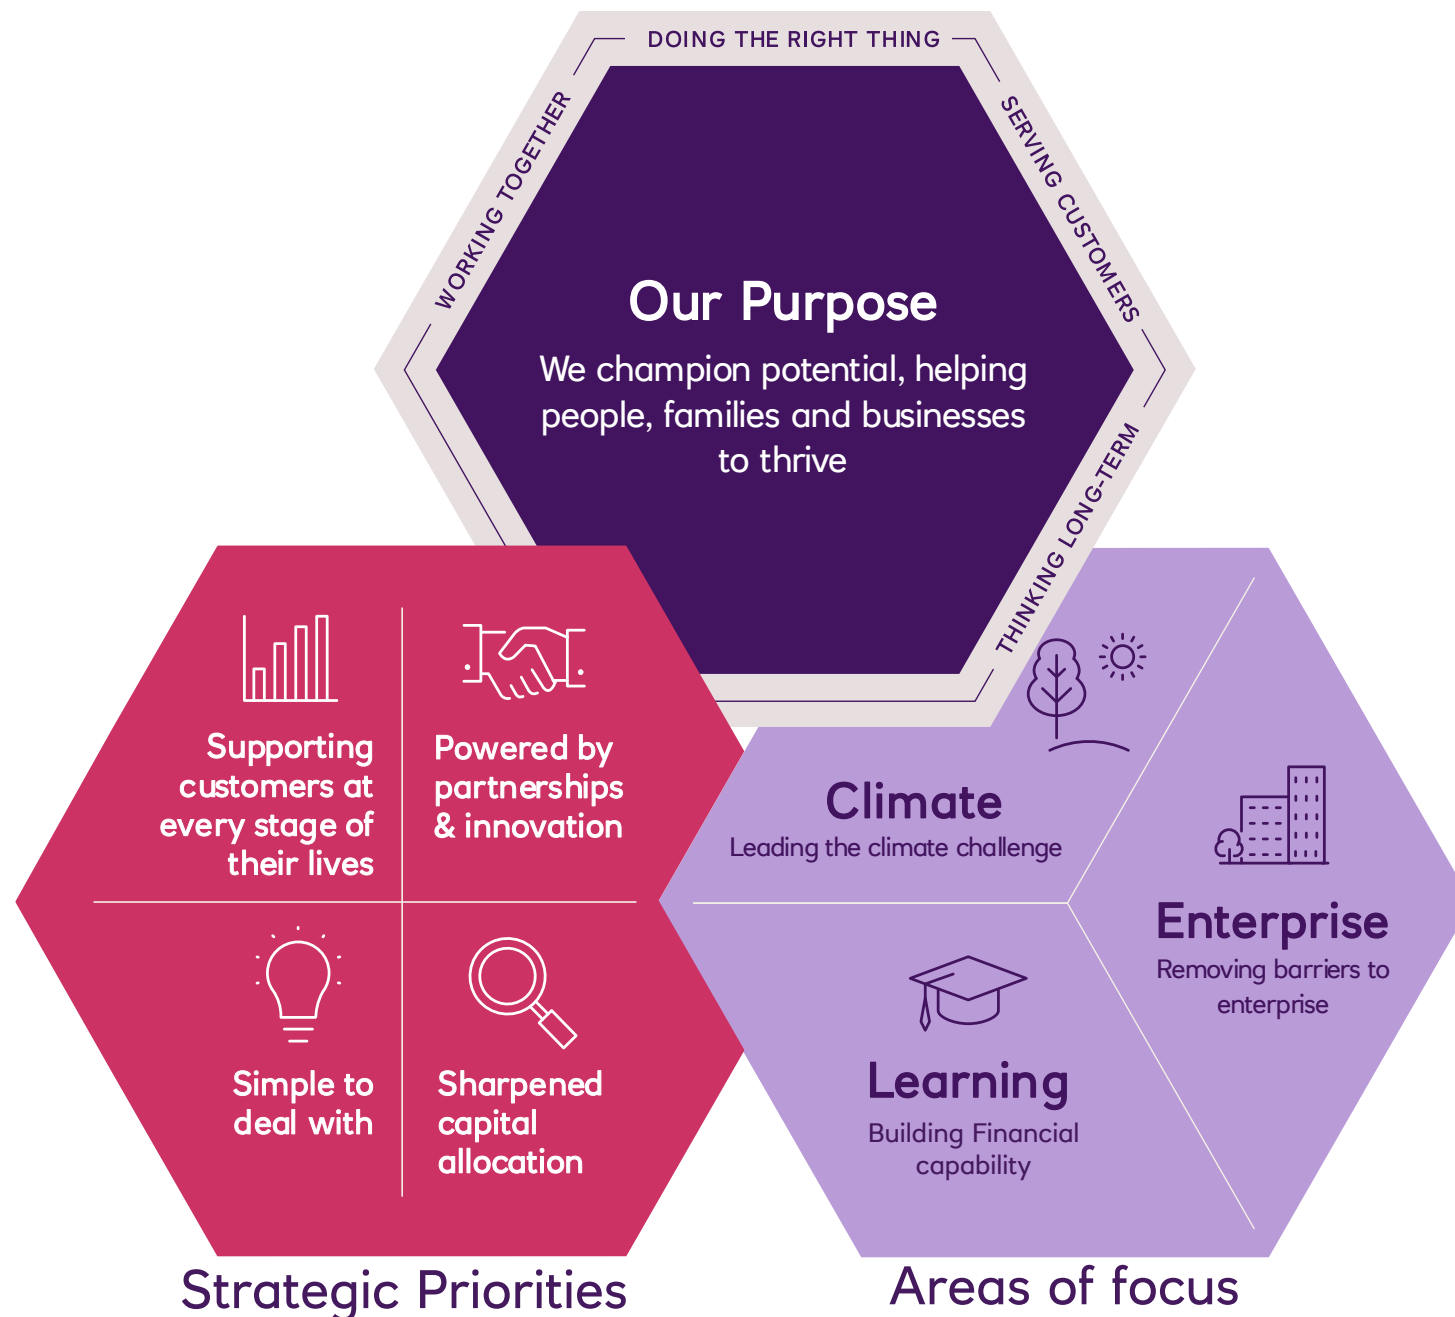 DOING THE RIGHT THING
WORKING TOGETHER
SERVING CUSTOMERS
THINKING LONG-TERM
Our Purpose
We champion potential, helping
people, families and businesses
to thrive
Supporting
customers at
every stage of
their lives
Powered by
partnerships
& innovation
Simple to
deal with
Sharpened
capital
allocation
Strategic Priorities
Climate
Leading the climate challenge
Enterprise
Removing barriers to
enterprise
Learning
Building Financial
capability
Areas of focus